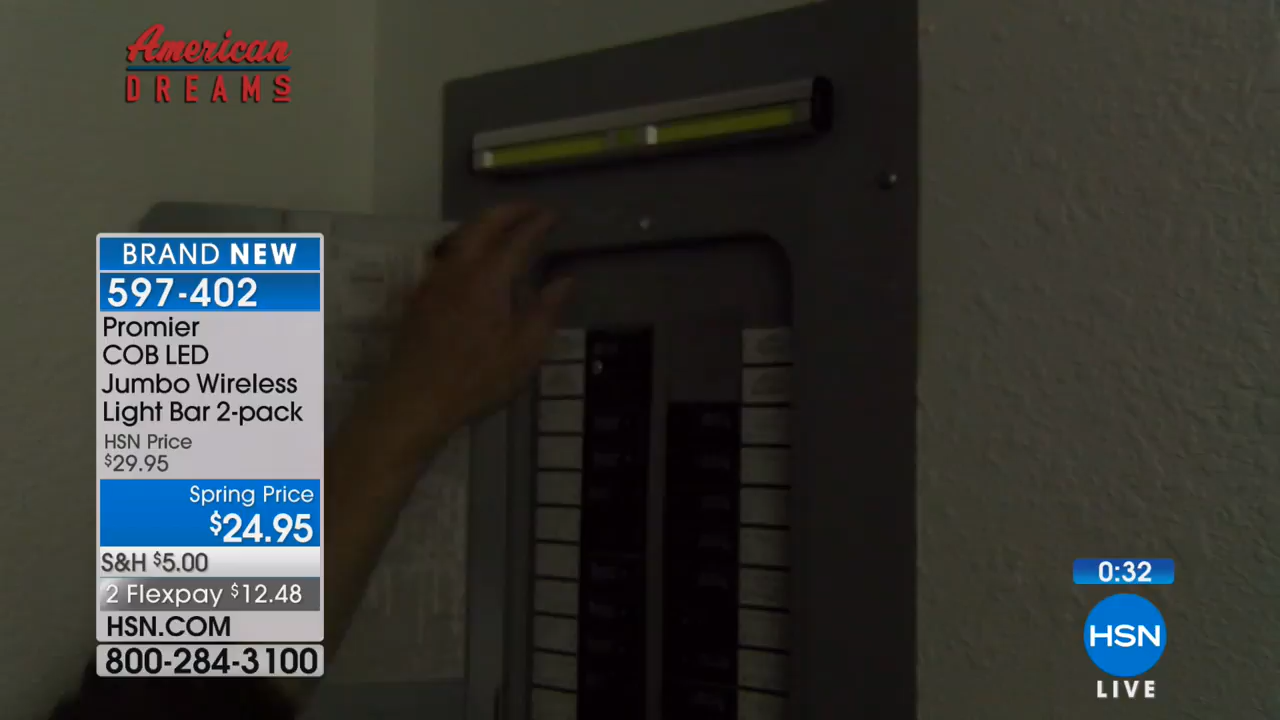 American
DREAMS
BRAND NEW
597-402
Promier
COB LED
Jumbo Wireless
Light Bar 2-pack
HSN Price
$29.95
Spring Price
$24.95
S&H $5.00
2 Flexpay $12.48
HSN.COM
800-284-3100
0:32
HSN
LIVE